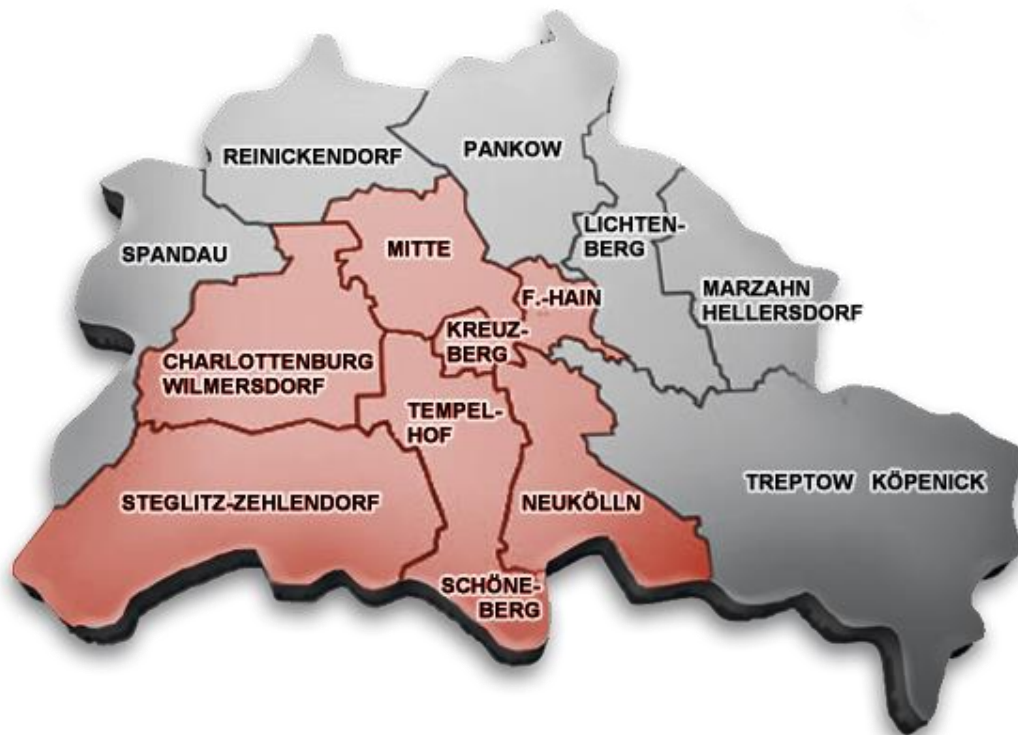 REINICKENDORF
PANKOW
SPANDAU
MITTE
LICHTEN-
BERG
F.-HAIN
MARZAHN
HELLERSDORF
KREUZ-
BERG
CHARLOTTENBURG
WILMERSDORF
TEMPEL-
HOF
STEGLITZ-ZEHLENDORF
NEUKÖLLN
TREPTOW KÖPENICK
SCHÖNE-
BERG